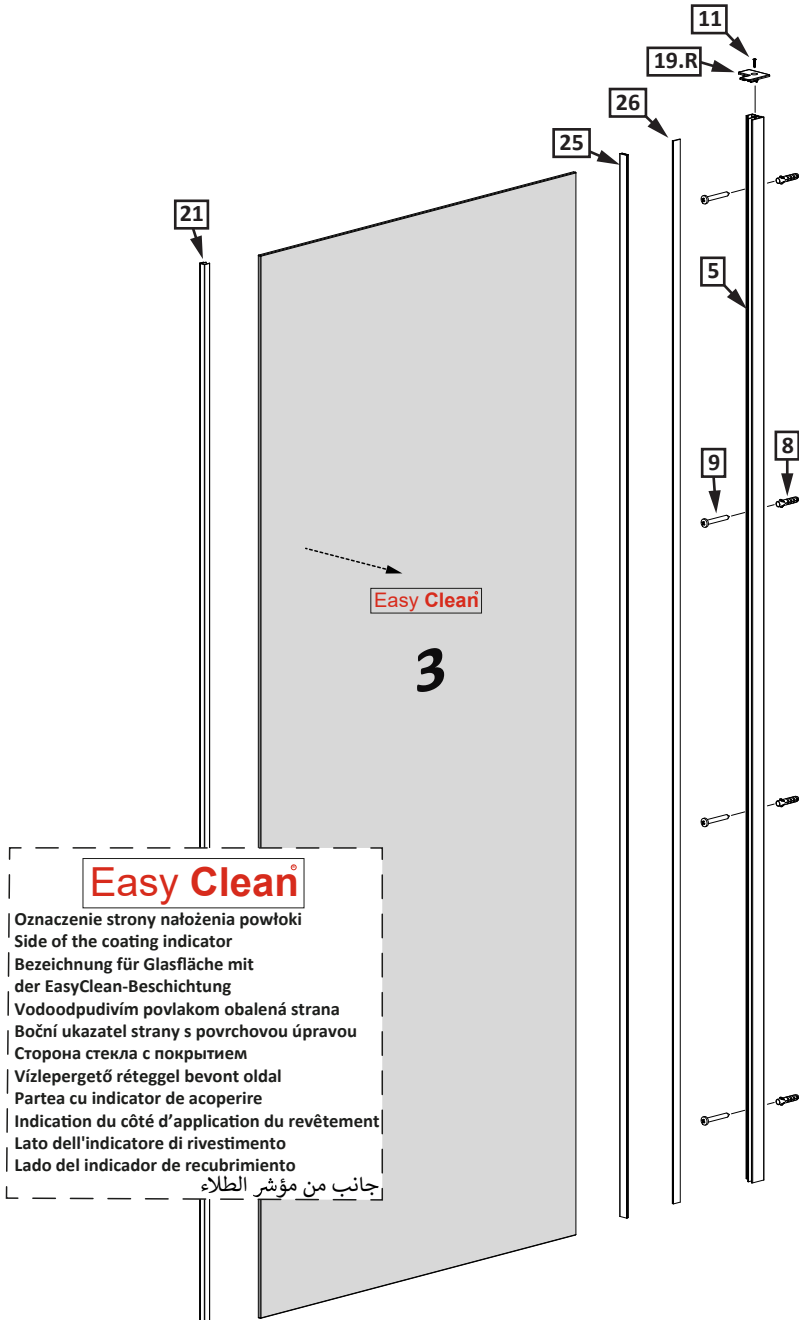 11
19.R
26
25
21
5
8
9
Easy Clean®
3
Easy Clean®
Oznaczenie strony nałożenia powłoki
Side of the coating indicator
Bezeichnung für Glasfläche mit
der EasyClean-Beschichtung
Vodoodpudivím povlakom obalená strana
Boční ukazatel strany s povrchovou úpravou
Сторона стекла с покрытием
Vízlepergető réteggel bevont oldal
Partea cu indicator de acoperire
Indication du côté d’application du revêtement
Lato dell'indicatore di rivestimento
Lado del indicador de recubrimiento
جانب من مؤشر الطلاء